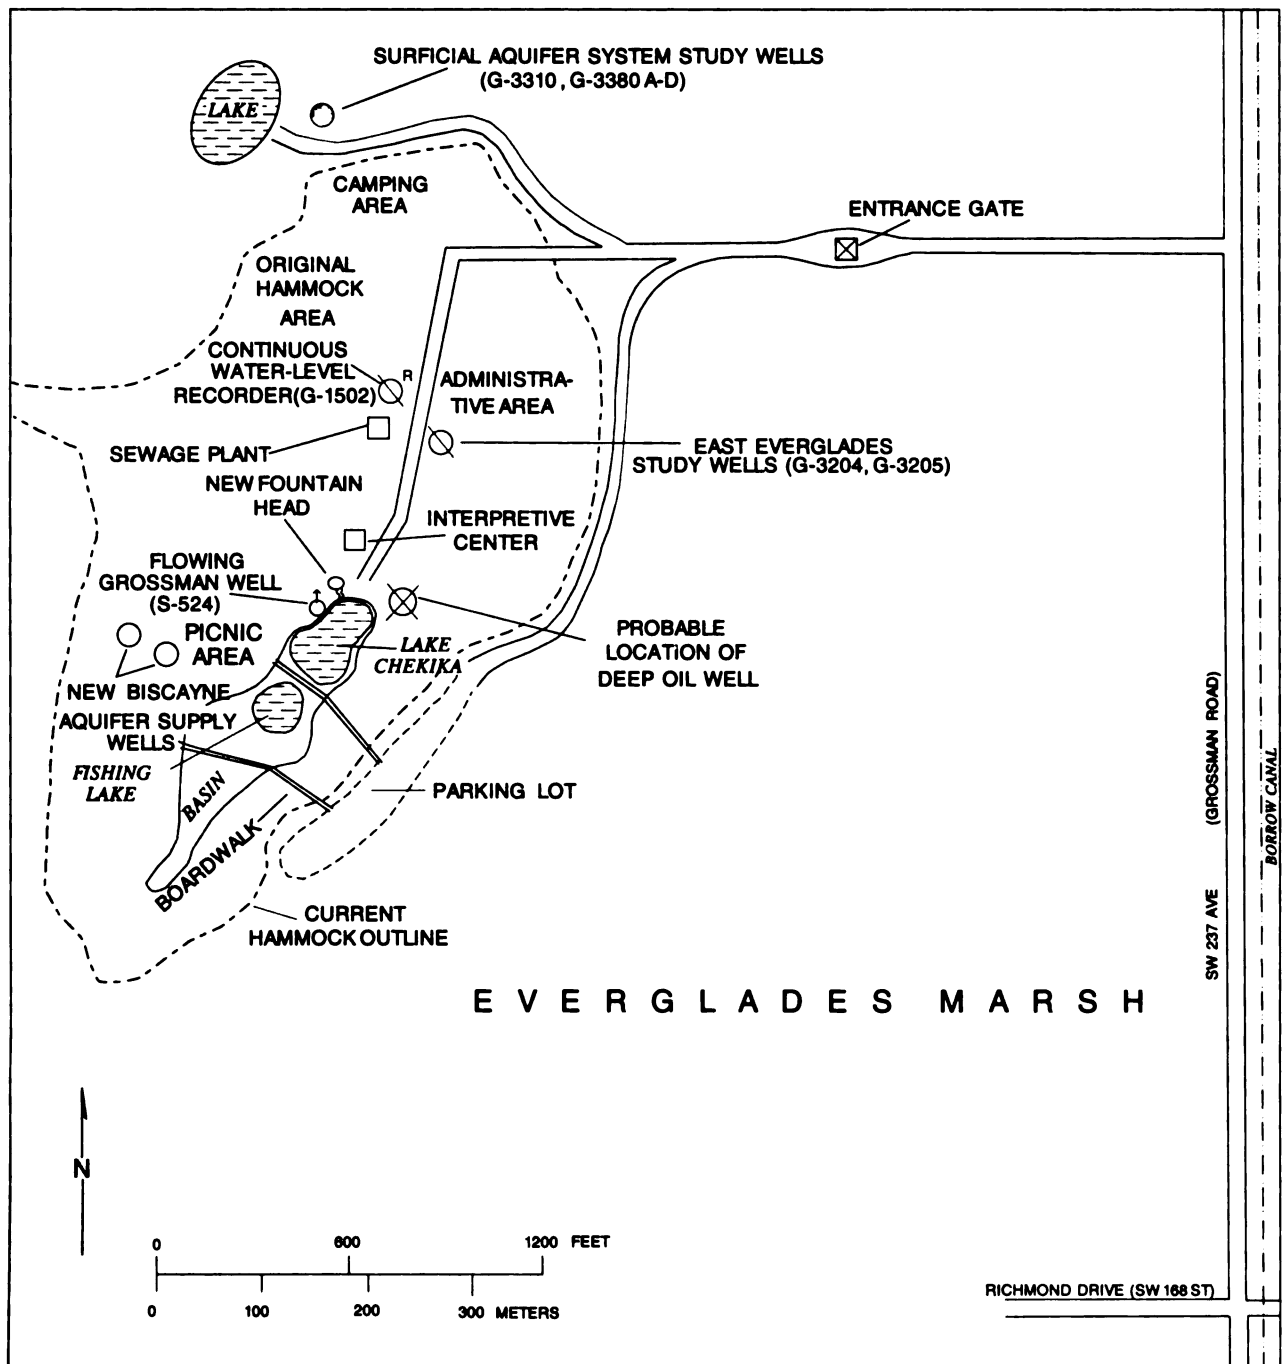 SURFICIAL AQUIFER SYSTEM STUDY WELLS
(G-3310, G-3380 A-D)
LAKE
CAMPING
AREA
ENTRANCE GATE
ORIGINAL
HAMMOCK
AREA
CONTINUOUS
WATER-LEVEL
RECORDER(G-1502)
R
ADMINISTRA-
TIVE AREA
SEWAGE PLANT
EAST EVERGLADES
STUDY WELLS (G-3204, G-3205)
NEW FOUNTAIN
HEAD
INTERPRETIVE
CENTER
FLOWING
GROSSMAN WELL
(S-524)
PICNIC
AREA
LAKE
CHEKIKA
PROBABLE
LOCATION OF
DEEP OIL WELL
NEW BISCAYNE
AQUIFER SUPPLY
WELLS
FISHING
LAKE
BASIN
BOARDWALK
PARKING LOT
CURRENT
HAMMOCK OUTLINE
SW 237 AVE (GROSSMAN ROAD)
BORROW CANAL
EVERGLADES MARSH
N
0 600 1200 FEET
0 100 200 300 METERS
RICHMOND DRIVE (SW 168 ST)